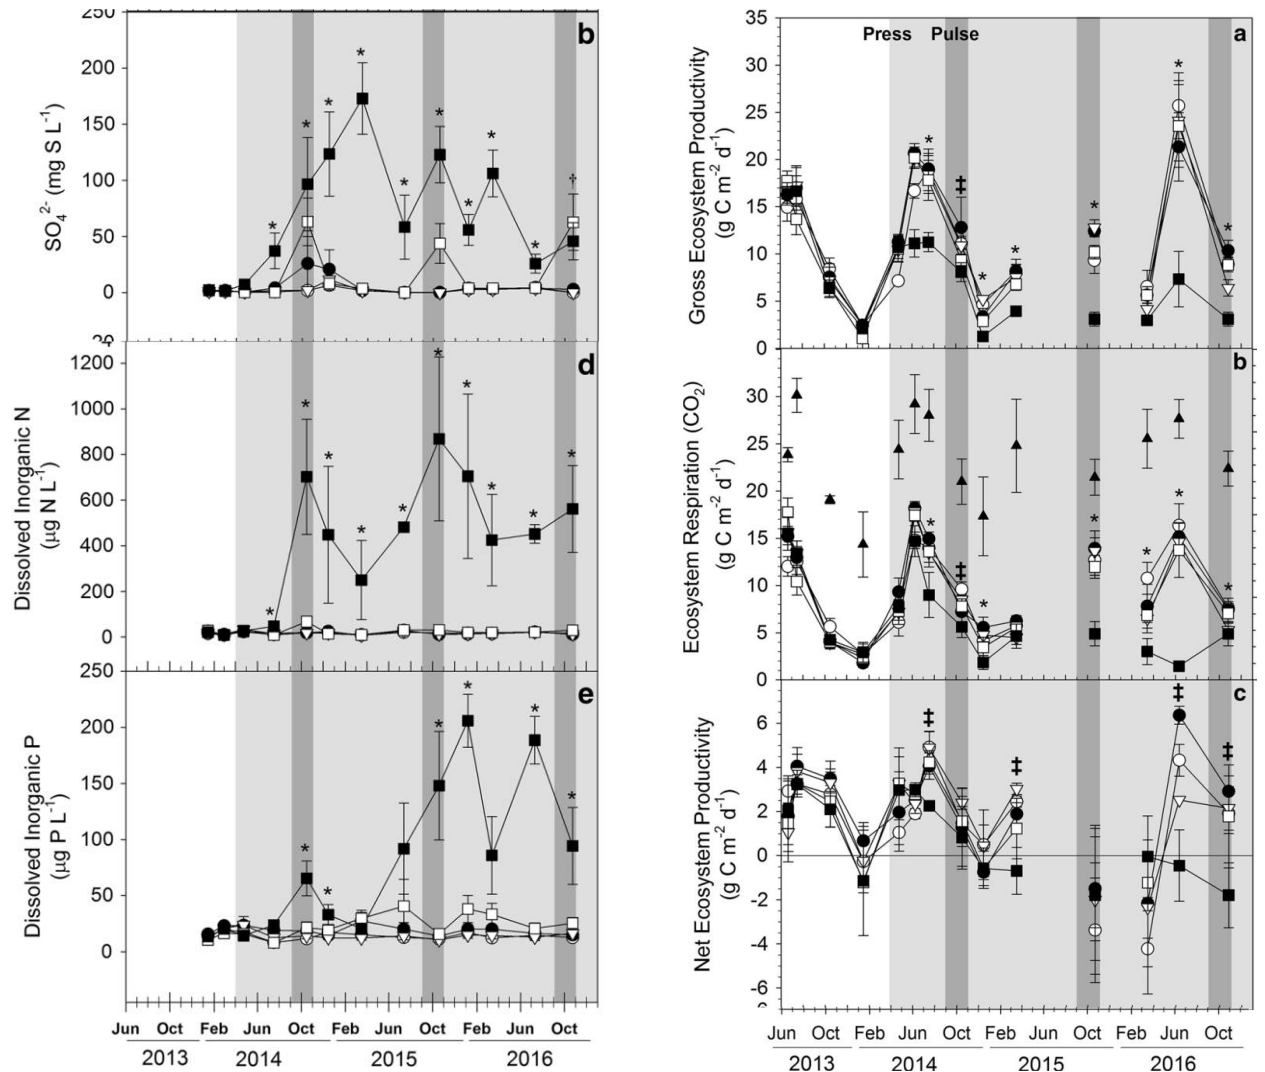 250
b
200
150
100
50
0
20
SO₄²⁻ (mg S L⁻¹)
* * * * * * * * * * †
d
1200
1000
800
600
400
200
0
Dissolved Inorganic N
(µg N L⁻¹)
* * * * * * * * * *
250
e
200
150
100
50
0
Dissolved Inorganic P
(µg P L⁻¹)
* * * * * *
Jun Oct Feb Jun Oct Feb Jun Oct Feb Jun Oct
2013 2014 2015 2016
35
Press Pulse
a
30
25
20
15
10
5
0
Gross Ecosystem Productivity
(g C m⁻² d⁻¹)
* ‡ * * * * *
b
30
25
20
15
10
5
0
Ecosystem Respiration (CO₂)
(g C m⁻² d⁻¹)
* ‡ * * * * *
c
6
4
2
0
-2
-4
-6
Net Ecosystem Productivity
(g C m⁻² d⁻¹)
‡ ‡ ‡ ‡
Jun Oct Feb Jun Oct Feb Jun Oct Feb Jun Oct
2013 2014 2015 2016